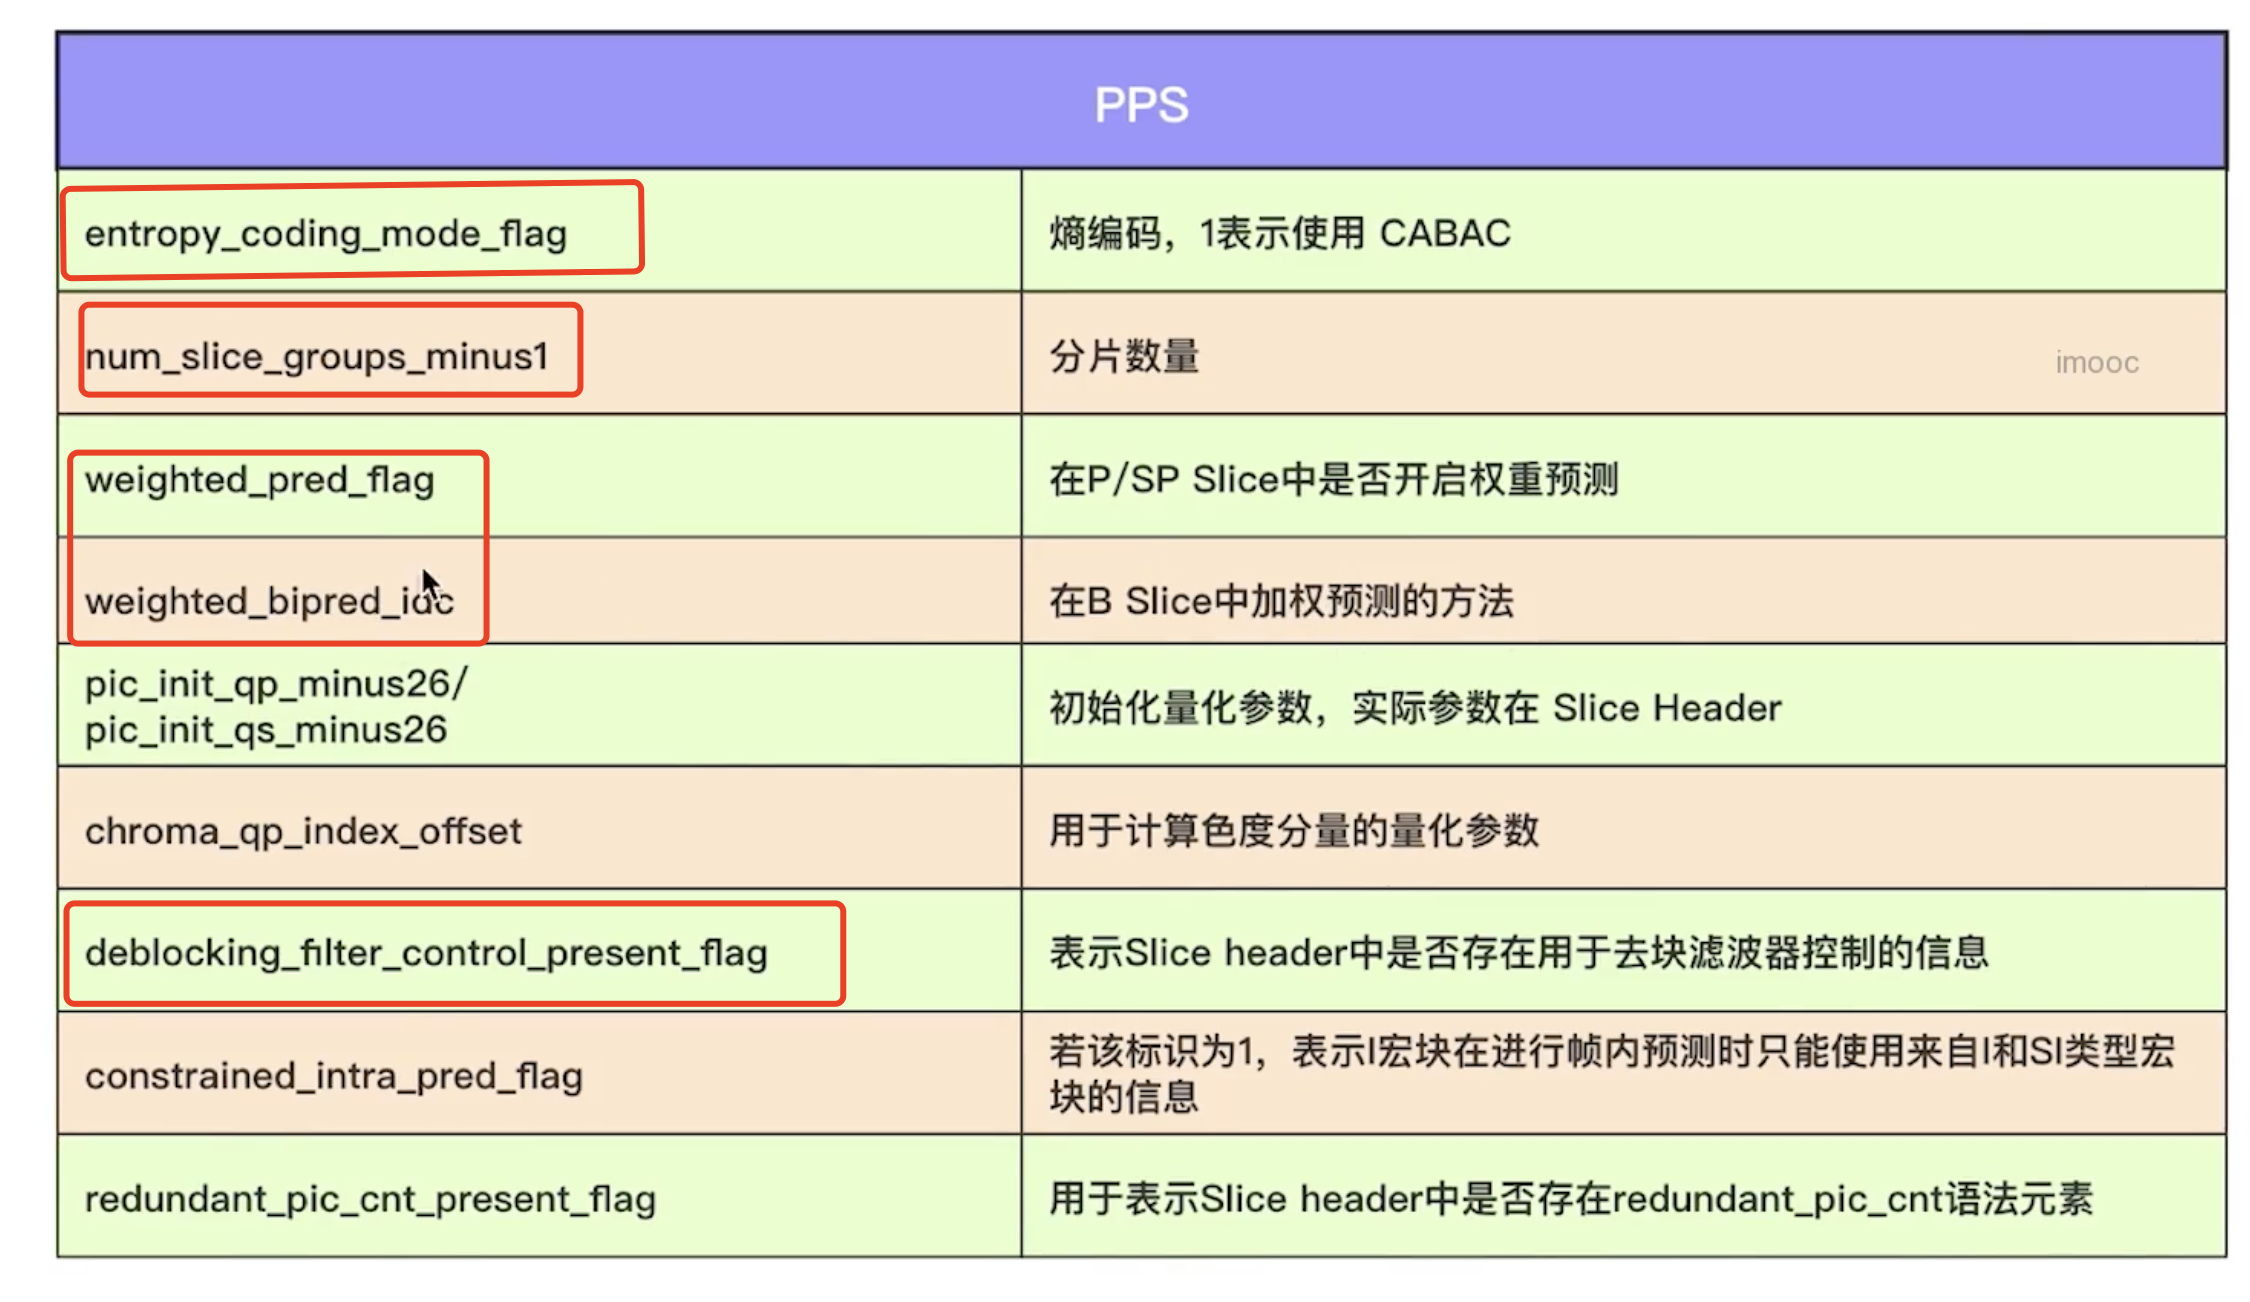 PPS
entropy_coding_mode_flag
熵编码，1表示使用 CABAC
num_slice_groups_minus1
分片数量
imooc
weighted_pred_flag
在P/SP Slice中是否开启权重预测
weighted_bipred_idc
在B Slice中加权预测的方法
pic_init_qp_minus26/
pic_init_qs_minus26
初始化量化参数，实际参数在 Slice Header
chroma_qp_index_offset
用于计算色度分量的量化参数
deblocking_filter_control_present_flag
表示Slice header中是否存在用于去块滤波器控制的信息
constrained_intra_pred_flag
若该标识为1，表示I宏块在进行帧内预测时只能使用来自I和SI类型宏
块的信息
redundant_pic_cnt_present_flag
用于表示Slice header中是否存在redundant_pic_cnt语法元素